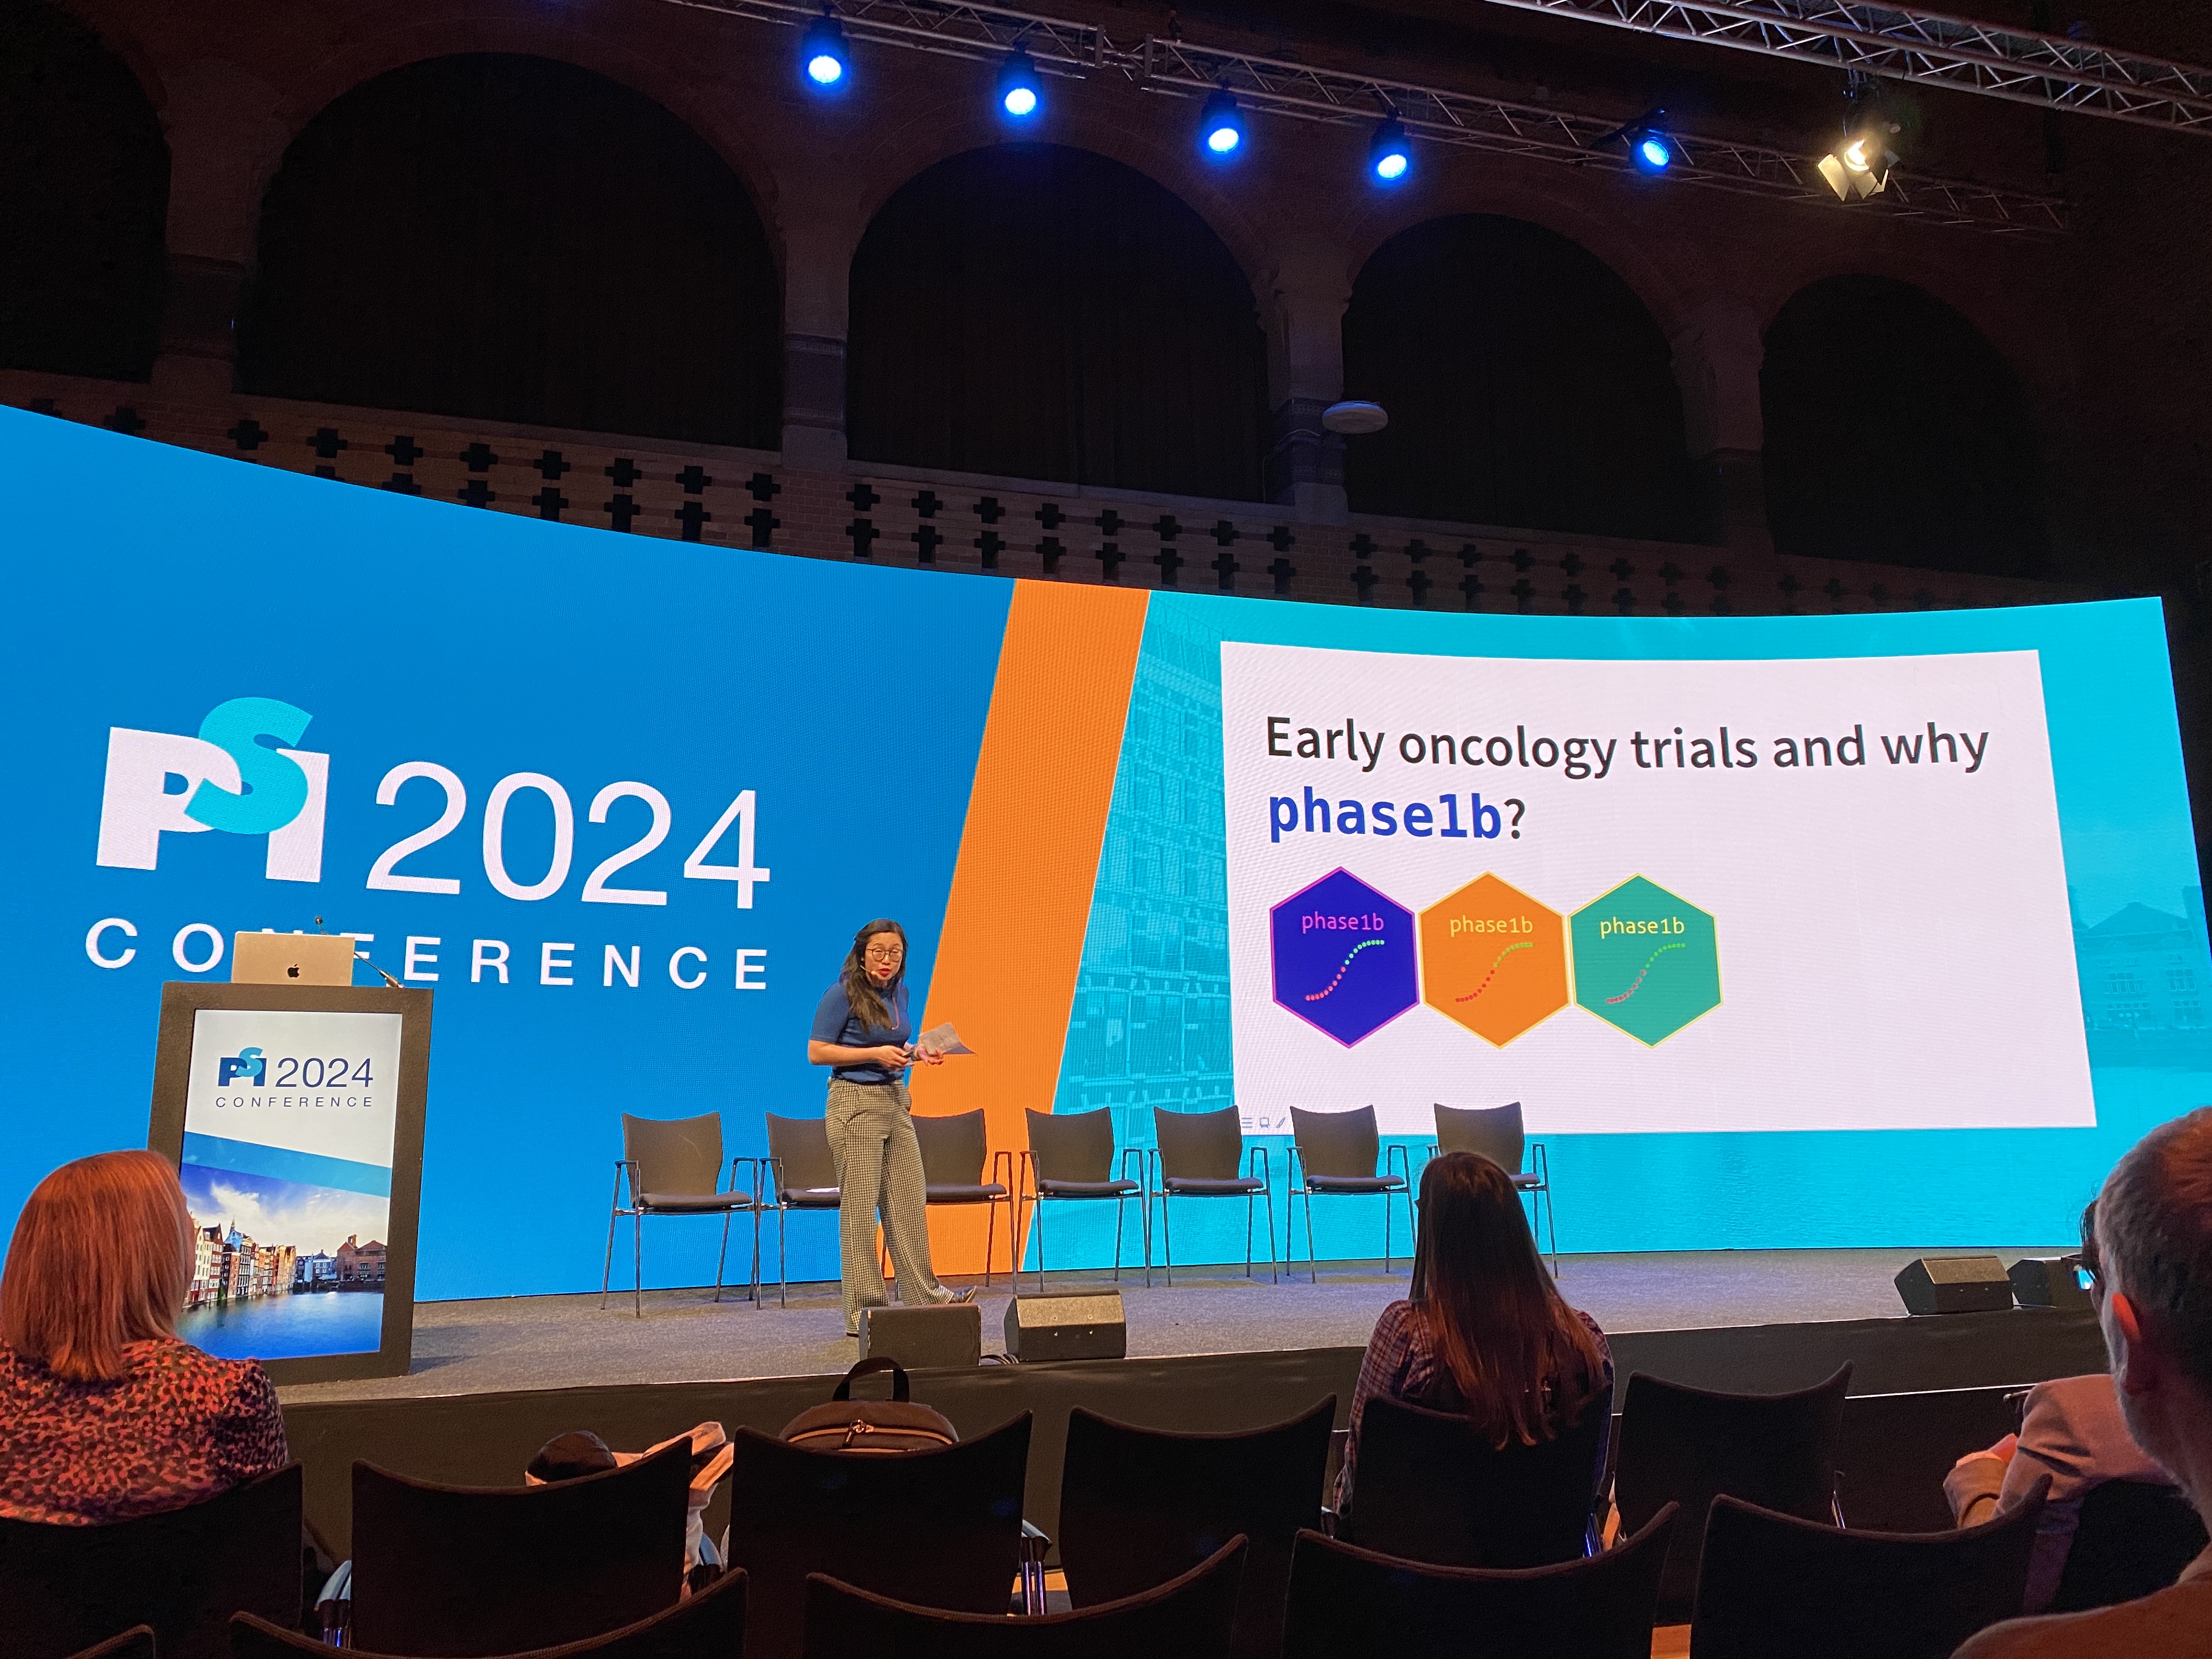 PSI 2024
CONFERENCE
Early oncology trials and why
phase1b?
phase1b
phase1b
phase1b
PSI 2024
CONFERENCE